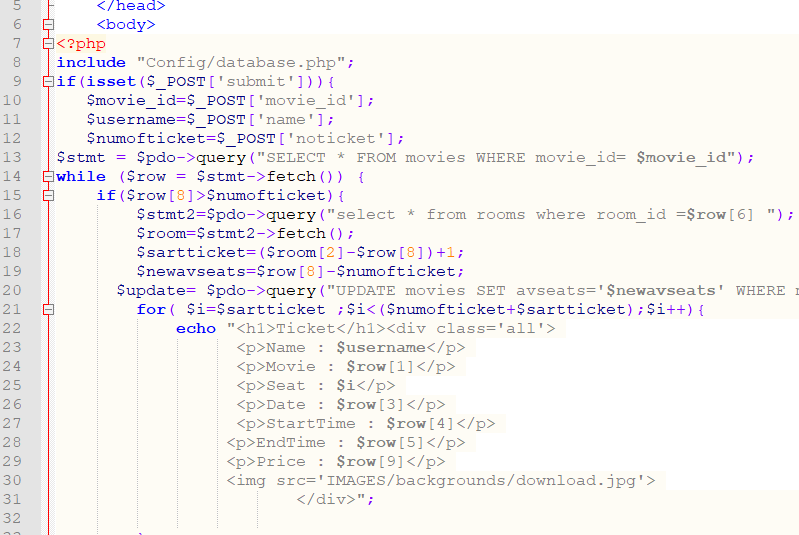 5 </head>
6 <body>
7 <?php
8 include "Config/database.php";
9 if(isset($_POST['submit'])){
10 $movie_id=$_POST['movie_id'];
11 $username=$_POST['name'];
12 $numofticket=$_POST['noticket'];
13 $stmt = $pdo->query("SELECT * FROM movies WHERE movie_id= $movie_id");
14 while ($row = $stmt->fetch()) {
15 if($row[8]>$numofticket){
16 $stmt2=$pdo->query("select * from rooms where room_id =$row[6] ");
17 $room=$stmt2->fetch();
18 $sartticket=($room[2]-$row[8])+1;
19 $newavseats=$row[8]-$numofticket;
20 $update= $pdo->query("UPDATE movies SET avseats='$newavseats' WHERE
21 for( $i=$sartticket ;$i<($numofticket+$sartticket);$i++){
22 echo "<h1>Ticket</h1><div class='all'>
23 <p>Name : $username</p>
24 <p>Movie : $row[1]</p>
25 <p>Seat : $i</p>
26 <p>Date : $row[3]</p>
27 <p>StartTime : $row[4]</p>
28 <p>EndTime : $row[5]</p>
29 <p>Price : $row[9]</p>
30 <img src='IMAGES/backgrounds/download.jpg'>
31 </div>";
32